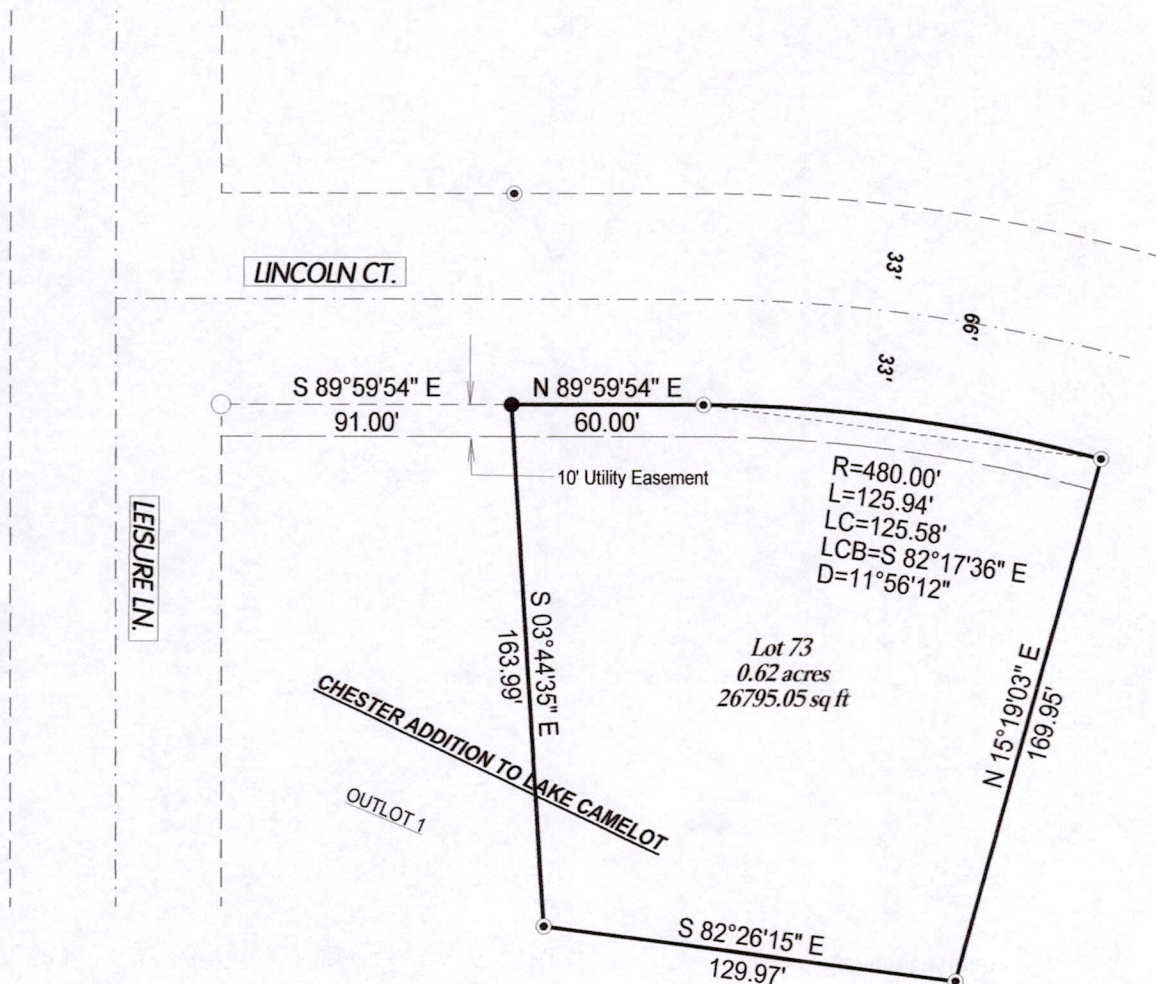 33'
LINCOLN CT.
66'
33'
S 89°59'54" E
91.00'
N 89°59'54" E
60.00'
10' Utility Easement
R=480.00'
L=125.94'
LC=125.58'
LCB=S 82°17'36" E
D=11°56'12"
LEISURE LN.
S 03°44'35" E
163.99'
Lot 73
0.62 acres
26795.05 sq ft
N 15°19'03" E
169.95'
CHESTER ADDITION TO LAKE CAMELOT
OUTLOT 1
S 82°26'15" E
129.97'